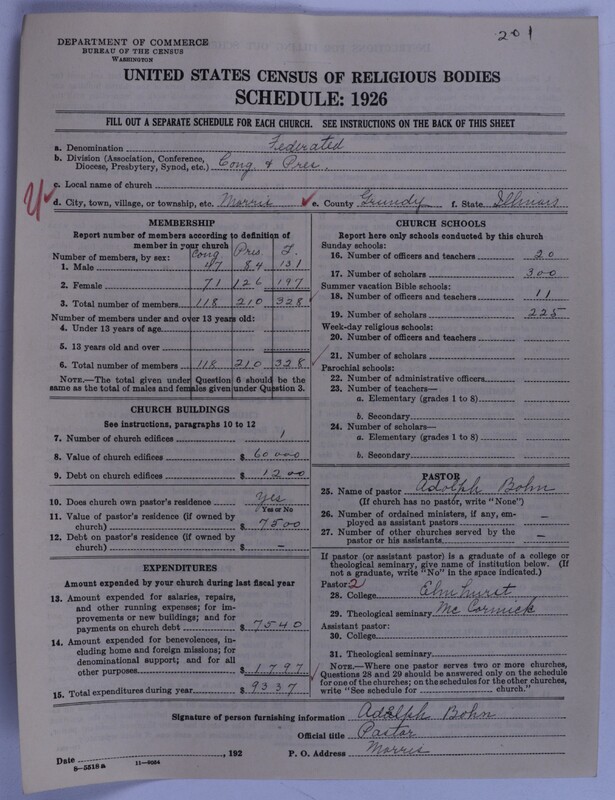 201
DEPARTMENT OF COMMERCE
BUREAU OF THE CENSUS
WASHINGTON
UNITED STATES CENSUS OF RELIGIOUS BODIES
SCHEDULE: 1926
FILL OUT A SEPARATE SCHEDULE FOR EACH CHURCH. SEE INSTRUCTIONS ON THE BACK OF THIS SHEET
a. Denomination Federated
b. Division (Association, Conference, Diocese, Presbytery, Synod, etc.) Cong. & Pres.
c. Local name of church
d. City, town, village, or township, etc. Morris e. County Grundy f. State Illinois
MEMBERSHIP
Report number of members according to definition of
member in your church
Number of members, by sex: Cong Pres. T.
1. Male 47 84 131
2. Female 71 126 197
3. Total number of members 118 210 328
Number of members under and over 13 years old:
4. Under 13 years of age
5. 13 years old and over
6. Total number of members 118 210 328
NOTE.—The total given under Question 6 should be the
same as the total of males and females given under Question 3.
CHURCH BUILDINGS
See instructions, paragraphs 10 to 12
7. Number of church edifices 1
8. Value of church edifices $ 60000
9. Debt on church edifices $ 1200
10. Does church own pastor's residence Yes
Yes or No
11. Value of pastor's residence (if owned by
church) $ 7500
12. Debt on pastor's residence (if owned by
church) $ —
EXPENDITURES
Amount expended by your church during last fiscal year
13. Amount expended for salaries, repairs,
and other running expenses; for im-
provements or new buildings; and for
payments on church debt $ 7540
14. Amount expended for benevolences, in-
cluding home and foreign missions; for
denominational support; and for all
other purposes $ 1797
15. Total expenditures during year $ 9337
CHURCH SCHOOLS
Report here only schools conducted by this church
Sunday schools:
16. Number of officers and teachers 20
17. Number of scholars 300
Summer vacation Bible schools:
18. Number of officers and teachers 11
19. Number of scholars 225
Week-day religious schools:
20. Number of officers and teachers
21. Number of scholars
Parochial schools:
22. Number of administrative officers
23. Number of teachers—
a. Elementary (grades 1 to 8)
b. Secondary
24. Number of scholars—
a. Elementary (grades 1 to 8)
b. Secondary
PASTOR
25. Name of pastor Adolph Bohn
(If church has no pastor, write "None")
26. Number of ordained ministers, if any, em-
ployed as assistant pastors —
27. Number of other churches served by the
pastor or his assistants —
If pastor (or assistant pastor) is a graduate of a college or
theological seminary, give name of institution below. (If
not a graduate, write "No" in the space indicated.)
Pastor: 2
28. College Elmhurst
29. Theological seminary McCormick
Assistant pastor:
30. College
31. Theological seminary
NOTE.—Where one pastor serves two or more churches,
Questions 28 and 29 should be answered only on the schedule
for one of the churches; on the schedules for the other churches,
write "See schedule for church."
Signature of person furnishing information Adolph Bohn
Official title Pastor
Date , 192 P. O. Address Morris
8—5518a 11—9064